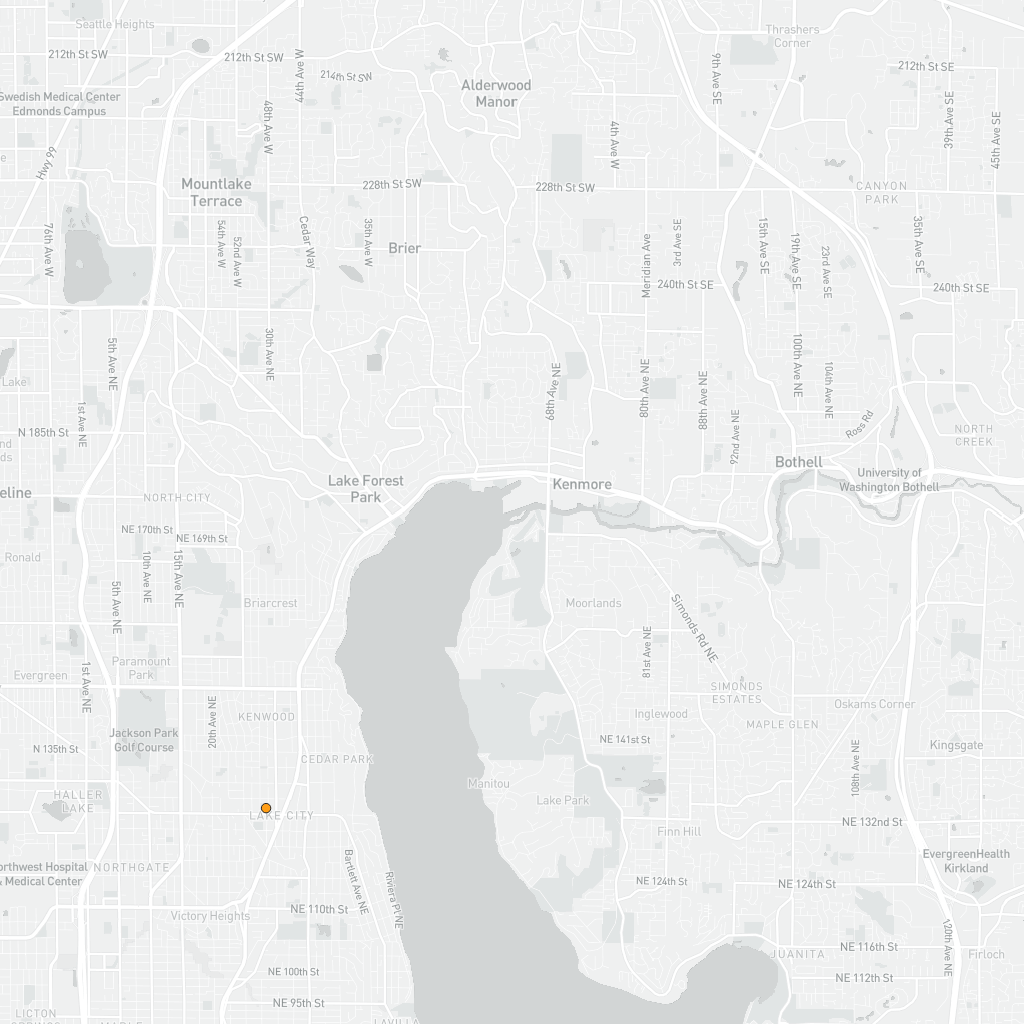 Seattle Heights
Thrashers
Corner
212th St SW
212th St SW
44th Ave W
214th St SW
Alderwood
Manor
9th Ave SE
212th St SE
Swedish Medical Center
Edmonds Campus
48th Ave W
4th Ave W
39th Ave SE
45th Ave SE
Hwy 99
Mountlake
Terrace
228th St SW
228th St SW
CANYON
PARK
76th Ave W
54th Ave W
52nd Ave W
Cedar Way
35th Ave W
Brier
Meridian Ave
3rd Ave SE
15th Ave SE
19th Ave SE
23rd Ave SE
35th Ave SE
240th St SE
240th St SE
5th Ave NE
30th Ave NE
68th Ave NE
80th Ave NE
88th Ave NE
100th Ave NE
104th Ave NE
Lake
1st Ave NE
92nd Ave NE
Ross Rd
N 185th St
NORTH
CREEK
nd
ds
Bothell
University of
Washington Bothell
Lake Forest
Park
Kenmore
eline
NORTH CITY
NE 170th St
NE 169th St
Ronald
10th Ave NE
15th Ave NE
5th Ave NE
Briarcrest
Moorlands
Simonds Rd NE
81st Ave NE
Paramount
Park
Evergreen
1st Ave NE
20th Ave NE
KENWOOD
SIMONDS
ESTATES
Inglewood
MAPLE GLEN
Oskams Corner
Jackson Park
Golf Course
N 135th St
NE 141st St
Kingsgate
CEDAR PARK
108th Ave NE
Manitou
HALLER
LAKE
Lake Park
LAKE CITY
Finn Hill
NE 132nd St
EvergreenHealth
Kirkland
orthwest Hospital
& Medical Center
NORTHGATE
Bartlett Ave NE
Riviera Pl NE
NE 124th St
NE 124th St
Victory Heights
NE 110th St
120th Ave NE
NE 116th St
JUANITA
Firloch
NE 100th St
NE 112th St
NE 95th St
LICTON